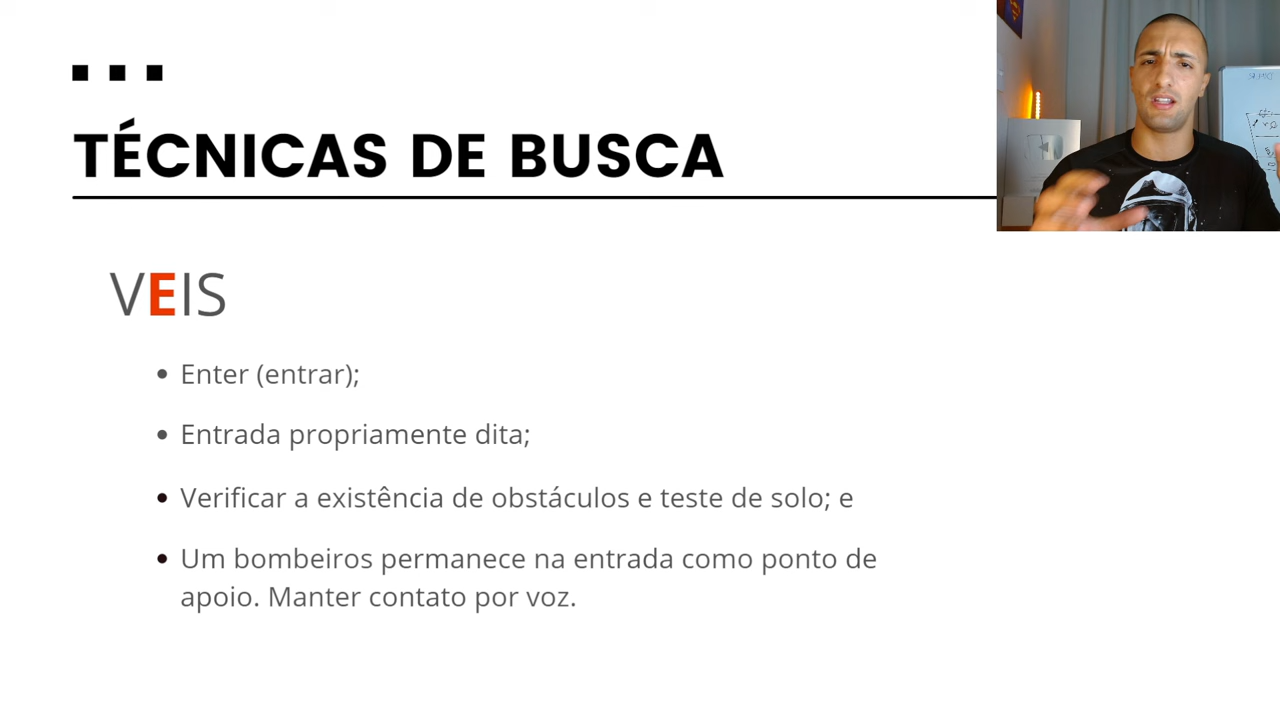 TÉCNICAS DE BUSCA
VEIS
• Enter (entrar);
• Entrada propriamente dita;
• Verificar a existência de obstáculos e teste de solo; e
• Um bombeiros permanece na entrada como ponto de
apoio. Manter contato por voz.